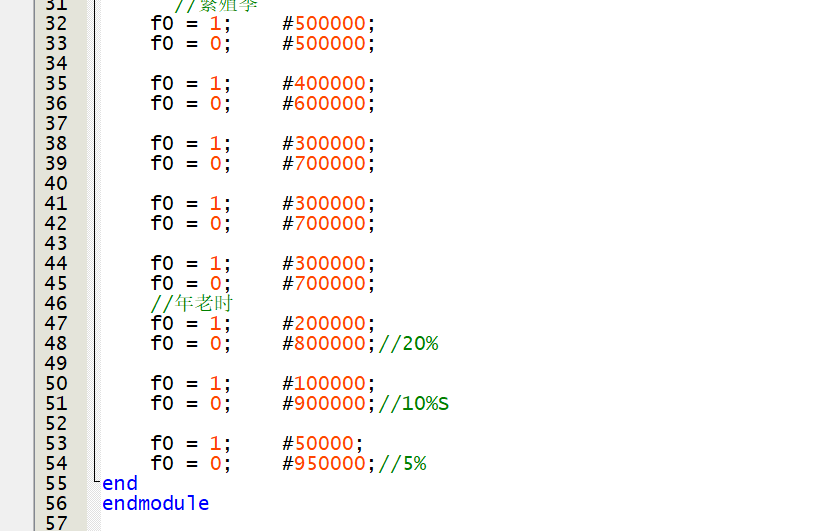 31 //繁殖季
32 f0 = 1; #500000;
33 f0 = 0; #500000;
34
35 f0 = 1; #400000;
36 f0 = 0; #600000;
37
38 f0 = 1; #300000;
39 f0 = 0; #700000;
40
41 f0 = 1; #300000;
42 f0 = 0; #700000;
43
44 f0 = 1; #300000;
45 f0 = 0; #700000;
46 //年老时
47 f0 = 1; #200000;
48 f0 = 0; #800000;//20%
49
50 f0 = 1; #100000;
51 f0 = 0; #900000;//10%S
52
53 f0 = 1; #50000;
54 f0 = 0; #950000;//5%
55 end
56 endmodule
57